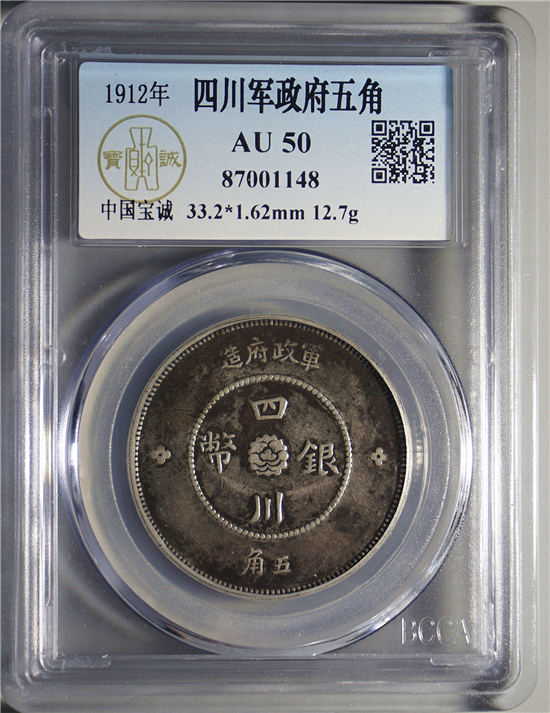 1912年 四川军政府五角
AU 50
寶 誠
87001148
中国宝诚 33.2*1.62mm 12.7g
軍政府造
四川
銀幣
五角
BCCA